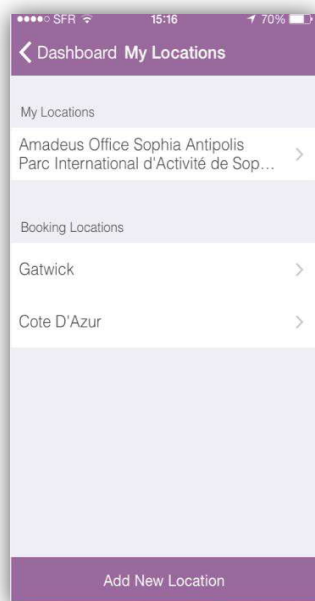 SFR 15:16 70%
Dashboard My Locations
My Locations
Amadeus Office Sophia Antipolis
Parc International d'Activité de Sop...
Booking Locations
Gatwick
Cote D'Azur
Add New Location